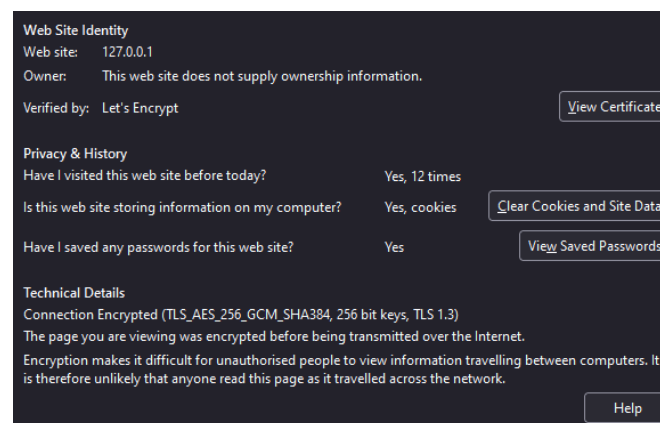 Web Site Identity
Web site: 127.0.0.1
Owner: This web site does not supply ownership information.
Verified by: Let's Encrypt
View Certificate
Privacy & History
Have I visited this web site before today? Yes, 12 times
Is this web site storing information on my computer? Yes, cookies
Clear Cookies and Site Data
Have I saved any passwords for this web site? Yes
View Saved Passwords
Technical Details
Connection Encrypted (TLS_AES_256_GCM_SHA384, 256 bit keys, TLS 1.3)
The page you are viewing was encrypted before being transmitted over the Internet.
Encryption makes it difficult for unauthorised people to view information travelling between computers. It
is therefore unlikely that anyone read this page as it travelled across the network.
Help